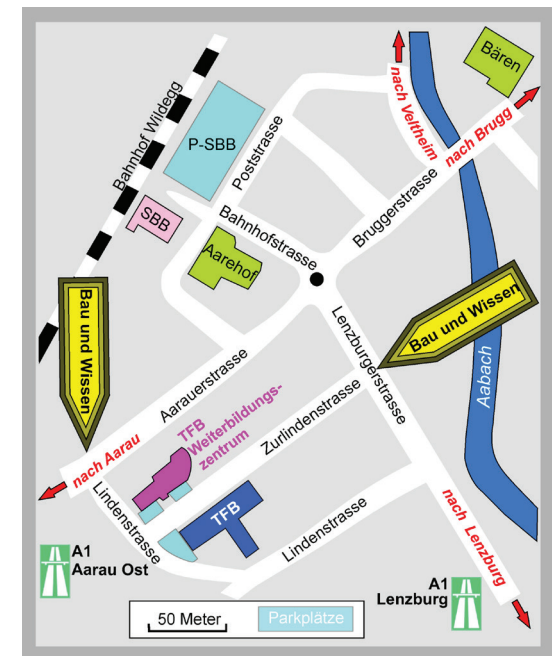 Bären
nach Veltheim
nach Brugg
Bahnhof Wildegg
P-SBB
Poststrasse
SBB
Bahnhofstrasse
Bruggerstrasse
Aarehof
Bau und Wissen
Bau und Wissen
Aabach
Aarauerstrasse
Lenzburgerstrasse
TFB
Weiterbildungs-
zentrum
Zurlindenstrasse
nach Aarau
Lindenstrasse
TFB
Lindenstrasse
nach Lenzburg
A1
Aarau Ost
A1
Lenzburg
50 Meter
Parkplätze